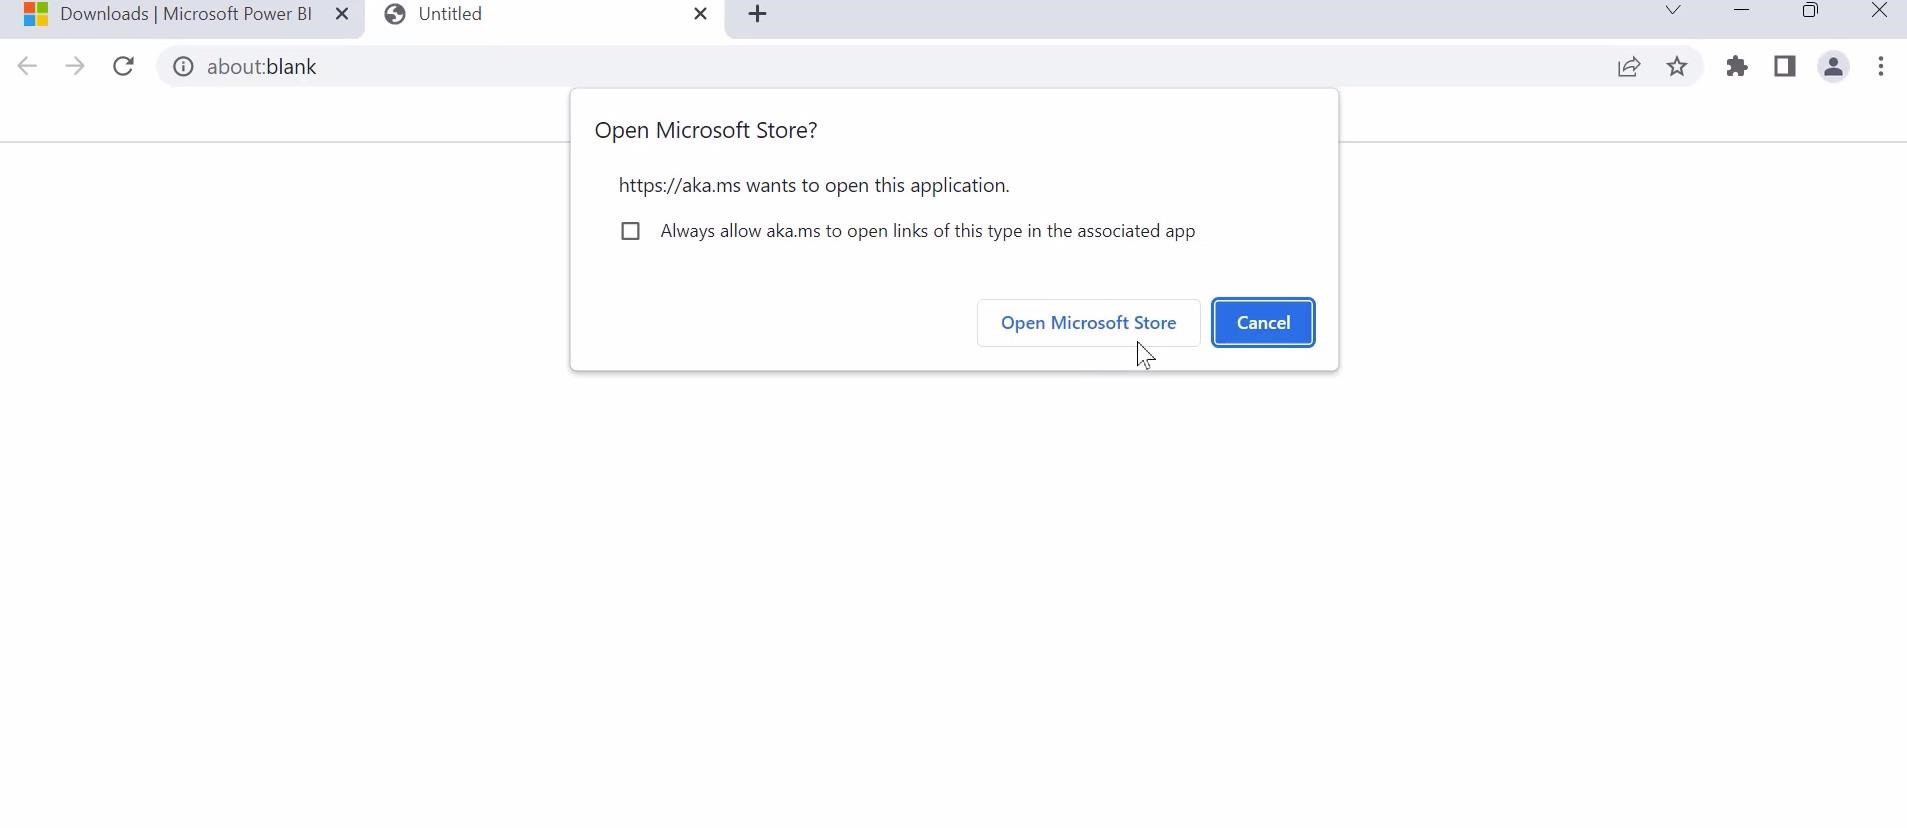 Downloads | Microsoft Power BI
Untitled
about:blank
Open Microsoft Store?
https://aka.ms wants to open this application.
Always allow aka.ms to open links of this type in the associated app
Open Microsoft Store
Cancel